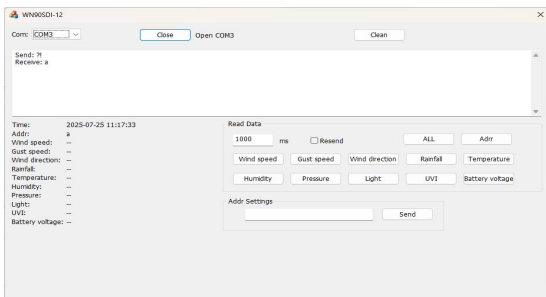 WN90SDI-12
Com: COM3 Close Open COM3 Clean
Send: ?!
Receive: a
Time: 2025-07-25 11:17:33
Addr: a
Wind speed: --
Gust speed: --
Wind direction: --
Rainfall: --
Temperature: --
Humidity: --
Pressure: --
Light: --
UVI: --
Battery voltage: --
Read Data
1000 ms Resend ALL Adrr
Wind speed Gust speed Wind direction Rainfall Temperature
Humidity Pressure Light UVI Battery voltage
Addr Settings
Send